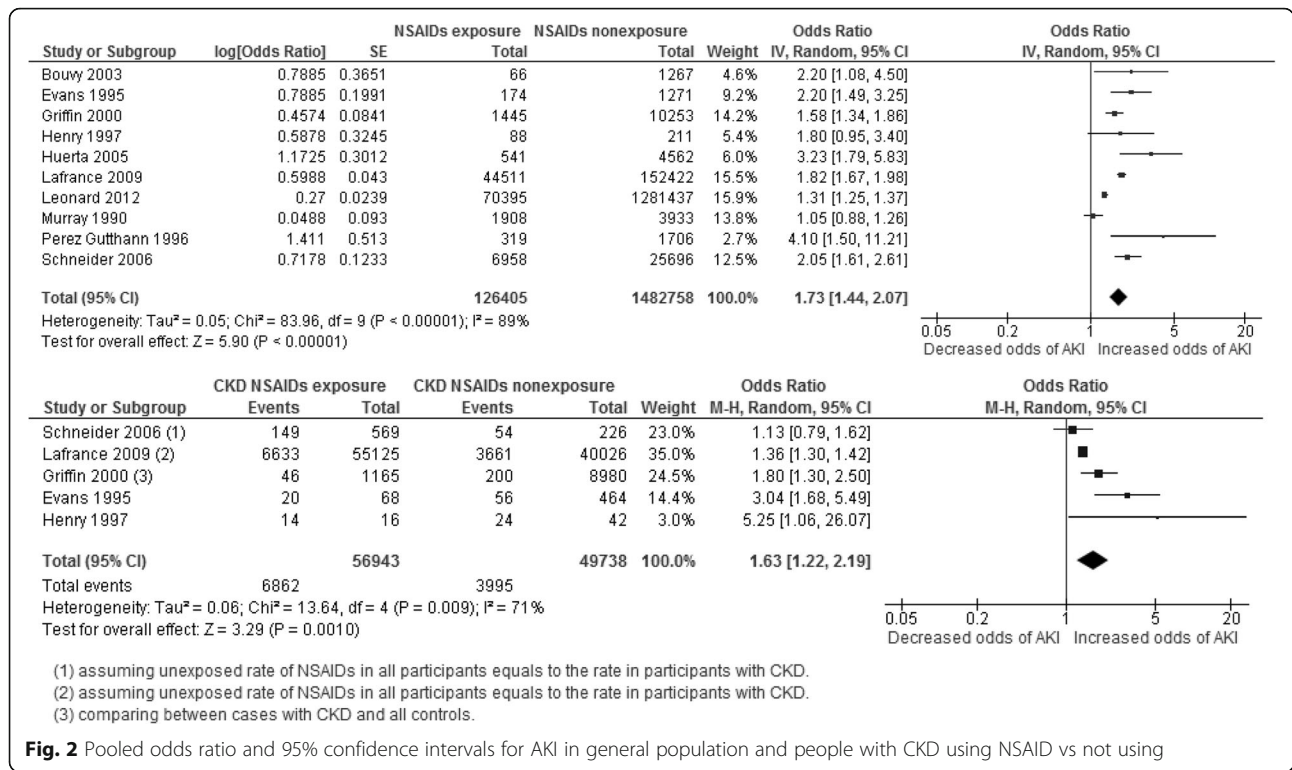 NSAIDs exposure NSAIDs nonexposure Odds Ratio Odds Ratio
Study or Subgroup log[Odds Ratio] SE Total Total Weight IV, Random, 95% CI IV, Random, 95% CI
Bouvy 2003 0.7885 0.3651 66 1267 4.6% 2.20 [1.08, 4.50]
Evans 1995 0.7885 0.1991 174 1271 9.2% 2.20 [1.49, 3.25]
Griffin 2000 0.4574 0.0841 1445 10253 14.2% 1.58 [1.34, 1.86]
Henry 1997 0.5878 0.3245 88 211 5.4% 1.80 [0.95, 3.40]
Huerta 2005 1.1725 0.3012 541 4562 6.0% 3.23 [1.79, 5.83]
Lafrance 2009 0.5988 0.043 44511 152422 15.5% 1.82 [1.67, 1.98]
Leonard 2012 0.27 0.0239 70395 1281437 15.9% 1.31 [1.25, 1.37]
Murray 1990 0.0488 0.093 1908 3933 13.8% 1.05 [0.88, 1.26]
Perez Gutthann 1996 1.411 0.513 319 1706 2.7% 4.10 [1.50, 11.21]
Schneider 2006 0.7178 0.1233 6958 25696 12.5% 2.05 [1.61, 2.61]
Total (95% CI) 126405 1482758 100.0% 1.73 [1.44, 2.07]
Heterogeneity: Tau² = 0.05; Chi² = 83.96, df = 9 (P < 0.00001); I² = 89%
Test for overall effect: Z = 5.90 (P < 0.00001)
0.05 0.2 1 5 20
Decreased odds of AKI Increased odds of AKI
CKD NSAIDs exposure CKD NSAIDs nonexposure Odds Ratio Odds Ratio
Study or Subgroup Events Total Events Total Weight M-H, Random, 95% CI M-H, Random, 95% CI
Schneider 2006 (1) 149 569 54 226 23.0% 1.13 [0.79, 1.62]
Lafrance 2009 (2) 6633 55125 3661 40026 35.0% 1.36 [1.30, 1.42]
Griffin 2000 (3) 46 1165 200 8980 24.5% 1.80 [1.30, 2.50]
Evans 1995 20 68 56 464 14.4% 3.04 [1.68, 5.49]
Henry 1997 14 16 24 42 3.0% 5.25 [1.06, 26.07]
Total (95% CI) 56943 49738 100.0% 1.63 [1.22, 2.19]
Total events 6862 3995
Heterogeneity: Tau² = 0.06; Chi² = 13.64, df = 4 (P = 0.009); I² = 71%
Test for overall effect: Z = 3.29 (P = 0.0010)
0.05 0.2 1 5 20
Decreased odds of AKI Increased odds of AKI
(1) assuming unexposed rate of NSAIDs in all participants equals to the rate in participants with CKD.
(2) assuming unexposed rate of NSAIDs in all participants equals to the rate in participants with CKD.
(3) comparing between cases with CKD and all controls.
Fig. 2 Pooled odds ratio and 95% confidence intervals for AKI in general population and people with CKD using NSAID vs not using